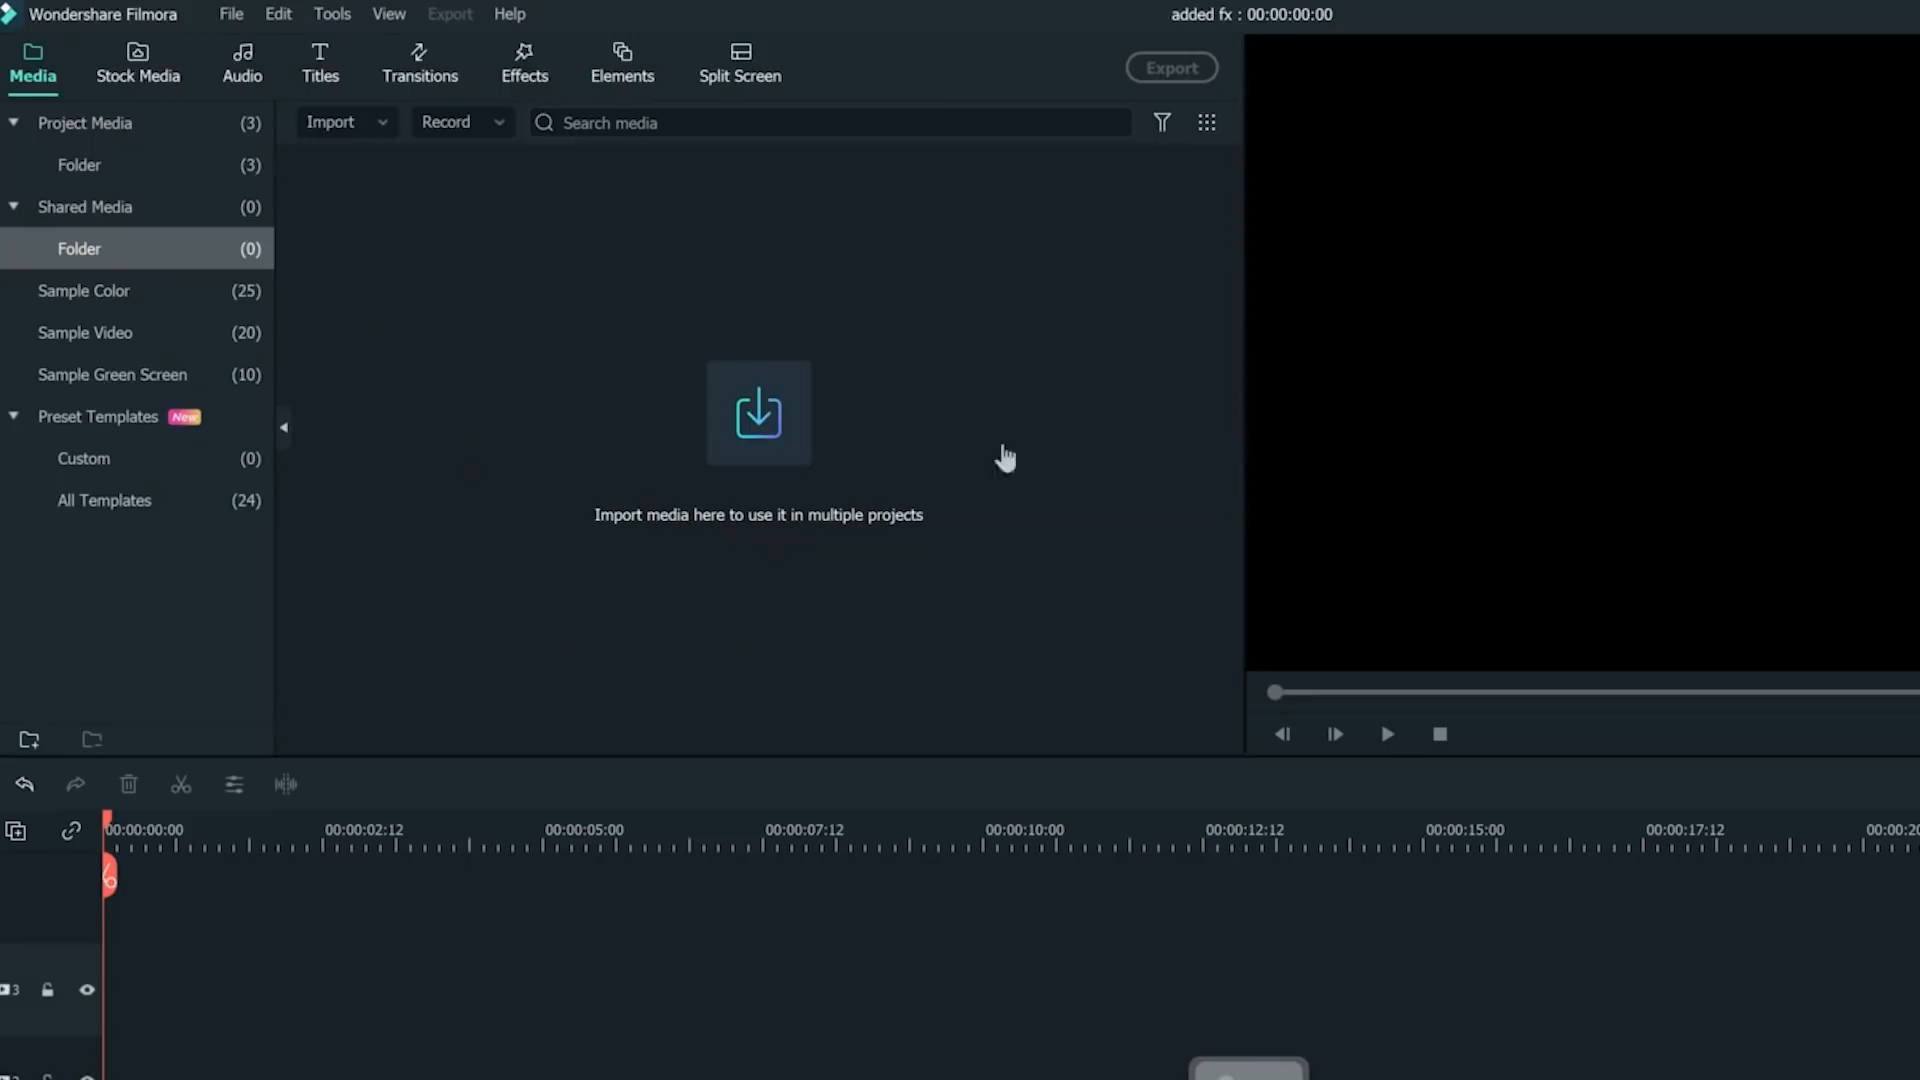 Wondershare Filmora File Edit Tools View Export Help added fx : 00:00:00:00
Media Stock Media Audio Titles Transitions Effects Elements Split Screen Export
Project Media (3)
Import Record Search media
Folder (3)
Shared Media (0)
Folder (0)
Sample Color (25)
Sample Video (20)
Sample Green Screen (10)
Preset Templates New
Custom (0)
All Templates (24)
Import media here to use it in multiple projects
00:00:00:00 00:00:02:12 00:00:05:00 00:00:07:12 00:00:10:00 00:00:12:12 00:00:15:00 00:00:17:12 00:00:20
3